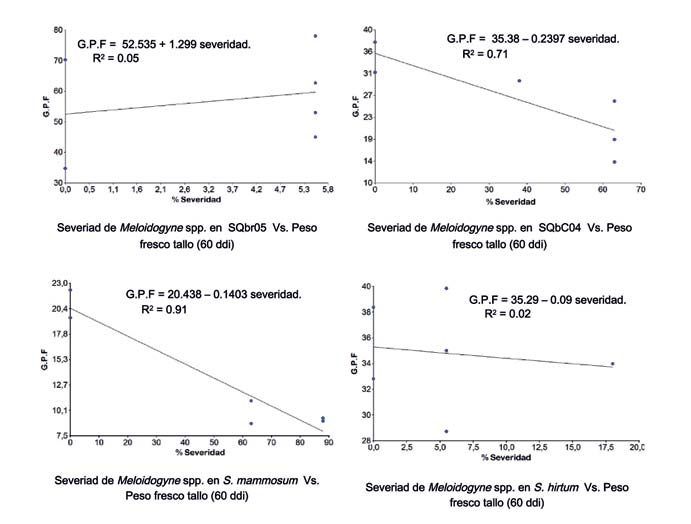 G.P.F = 52.535 + 1.299 severidad.
R² = 0.05
G.P.F
80
70
60
50
40
30
0,0 0,5 1,1 1,6 2,1 2,6 3,2 3,7 4,2 4,7 5,3 5,8
% Severidad
Severiad de Meloidogyne spp. en SQbr05 Vs. Peso
fresco tallo (60 ddi)
G.P.F = 35.38 – 0.2397 severidad.
R² = 0.71
G.P.F
40
36
31
27
23
19
14
10
0 10 20 30 40 50 60 70
% Severidad
Severiad de Meloidogyne spp. en SQbC04 Vs. Peso
fresco tallo (60 ddi)
G.P.F = 20.438 – 0.1403 severidad.
R² = 0.91
G.P.F
23,0
20,4
17,8
15,3
12,7
10,1
7,5
0 10 20 30 40 50 60 70 80 90
% Severidad
Severiad de Meloidogyne spp. en S. mammosum Vs.
Peso fresco tallo (60 ddi)
G.P.F = 35.29 – 0.09 severidad.
R² = 0.02
G.P.F
40
38
36
34
32
30
28
0,0 2,5 5,0 7,5 10,0 12,5 15,0 17,5 20,0
% Severidad
Severiad de Meloidogyne spp. en S. hirtum Vs. Peso
fresco tallo (60 ddi)